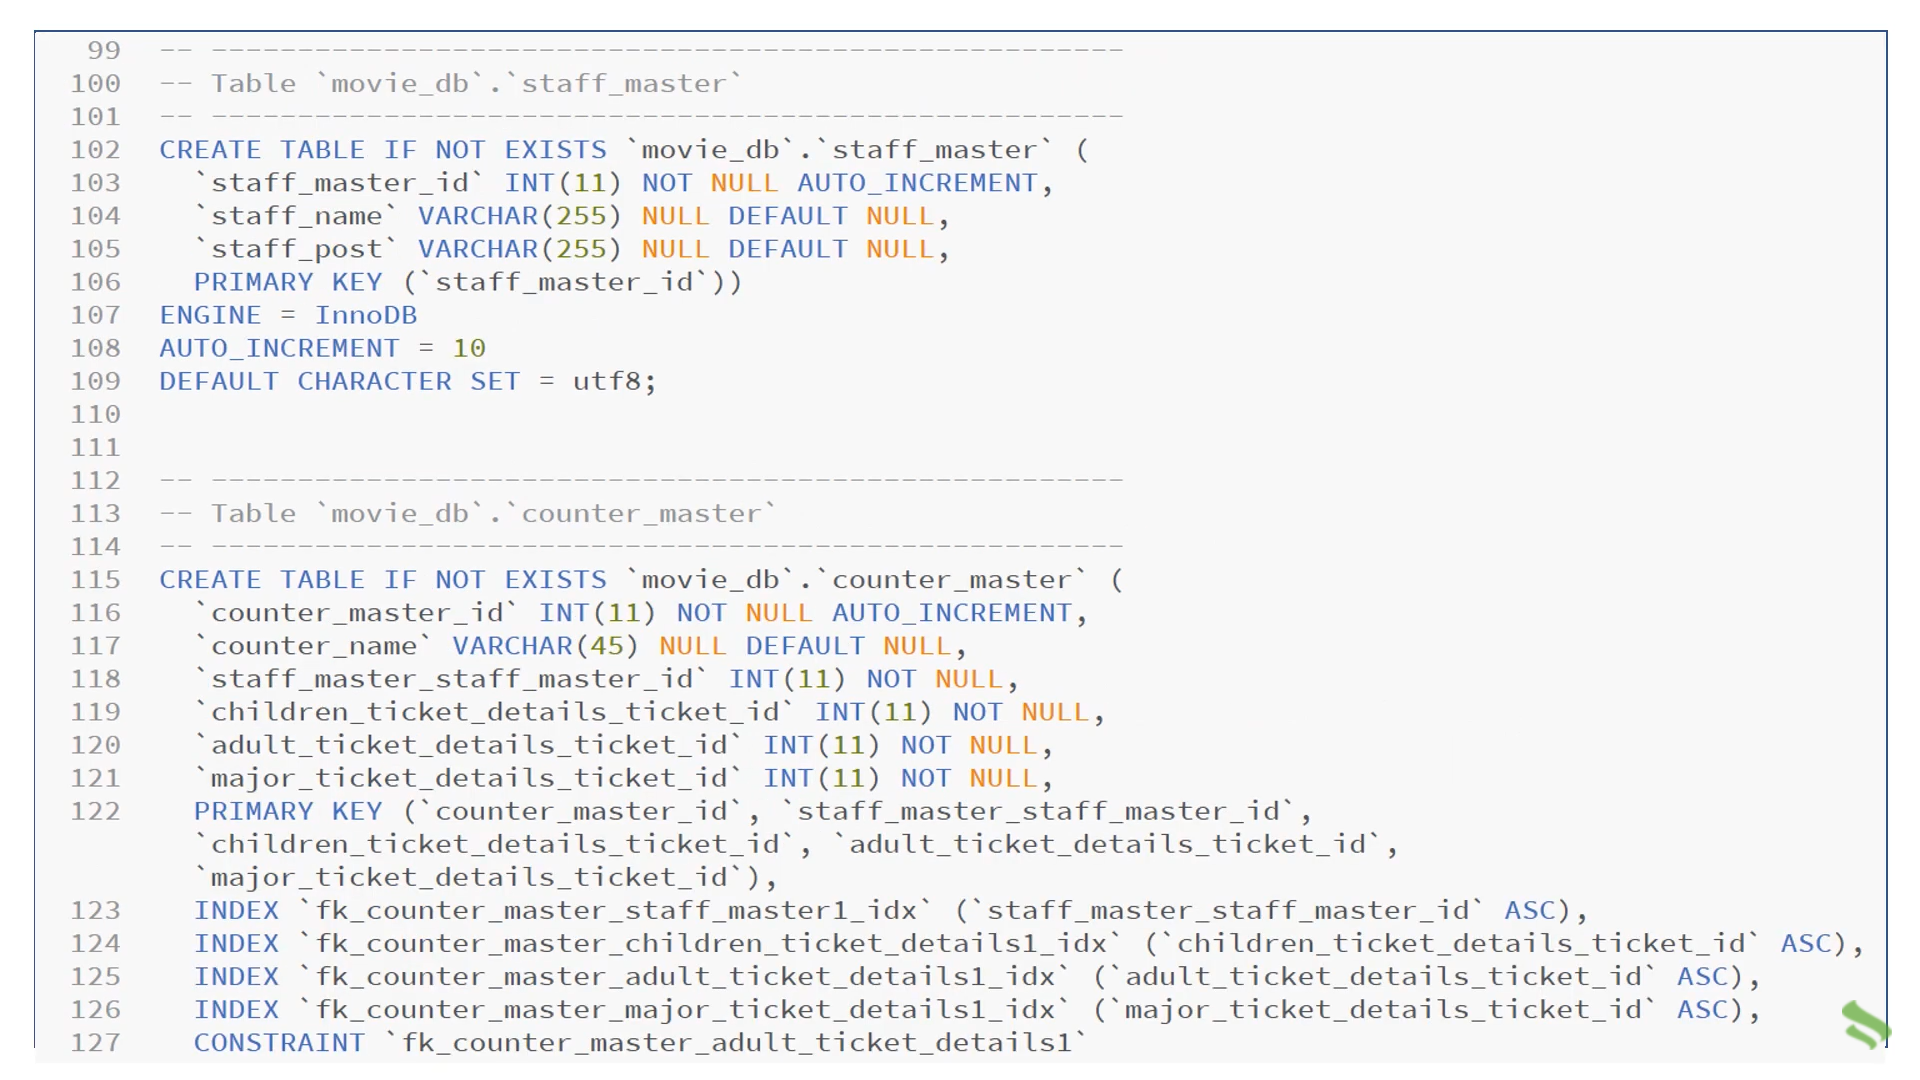 99 -- -----------------------------------------------------
100 -- Table `movie_db`.`staff_master`
101 -- -----------------------------------------------------
102 CREATE TABLE IF NOT EXISTS `movie_db`.`staff_master` (
103   `staff_master_id` INT(11) NOT NULL AUTO_INCREMENT,
104   `staff_name` VARCHAR(255) NULL DEFAULT NULL,
105   `staff_post` VARCHAR(255) NULL DEFAULT NULL,
106   PRIMARY KEY (`staff_master_id`))
107 ENGINE = InnoDB
108 AUTO_INCREMENT = 10
109 DEFAULT CHARACTER SET = utf8;
110
111
112 -- -----------------------------------------------------
113 -- Table `movie_db`.`counter_master`
114 -- -----------------------------------------------------
115 CREATE TABLE IF NOT EXISTS `movie_db`.`counter_master` (
116   `counter_master_id` INT(11) NOT NULL AUTO_INCREMENT,
117   `counter_name` VARCHAR(45) NULL DEFAULT NULL,
118   `staff_master_staff_master_id` INT(11) NOT NULL,
119   `children_ticket_details_ticket_id` INT(11) NOT NULL,
120   `adult_ticket_details_ticket_id` INT(11) NOT NULL,
121   `major_ticket_details_ticket_id` INT(11) NOT NULL,
122   PRIMARY KEY (`counter_master_id`, `staff_master_staff_master_id`,
`children_ticket_details_ticket_id`, `adult_ticket_details_ticket_id`,
`major_ticket_details_ticket_id`),
123   INDEX `fk_counter_master_staff_master1_idx` (`staff_master_staff_master_id` ASC),
124   INDEX `fk_counter_master_children_ticket_details1_idx` (`children_ticket_details_ticket_id` ASC),
125   INDEX `fk_counter_master_adult_ticket_details1_idx` (`adult_ticket_details_ticket_id` ASC),
126   INDEX `fk_counter_master_major_ticket_details1_idx` (`major_ticket_details_ticket_id` ASC),
127   CONSTRAINT `fk_counter_master_adult_ticket_details1`